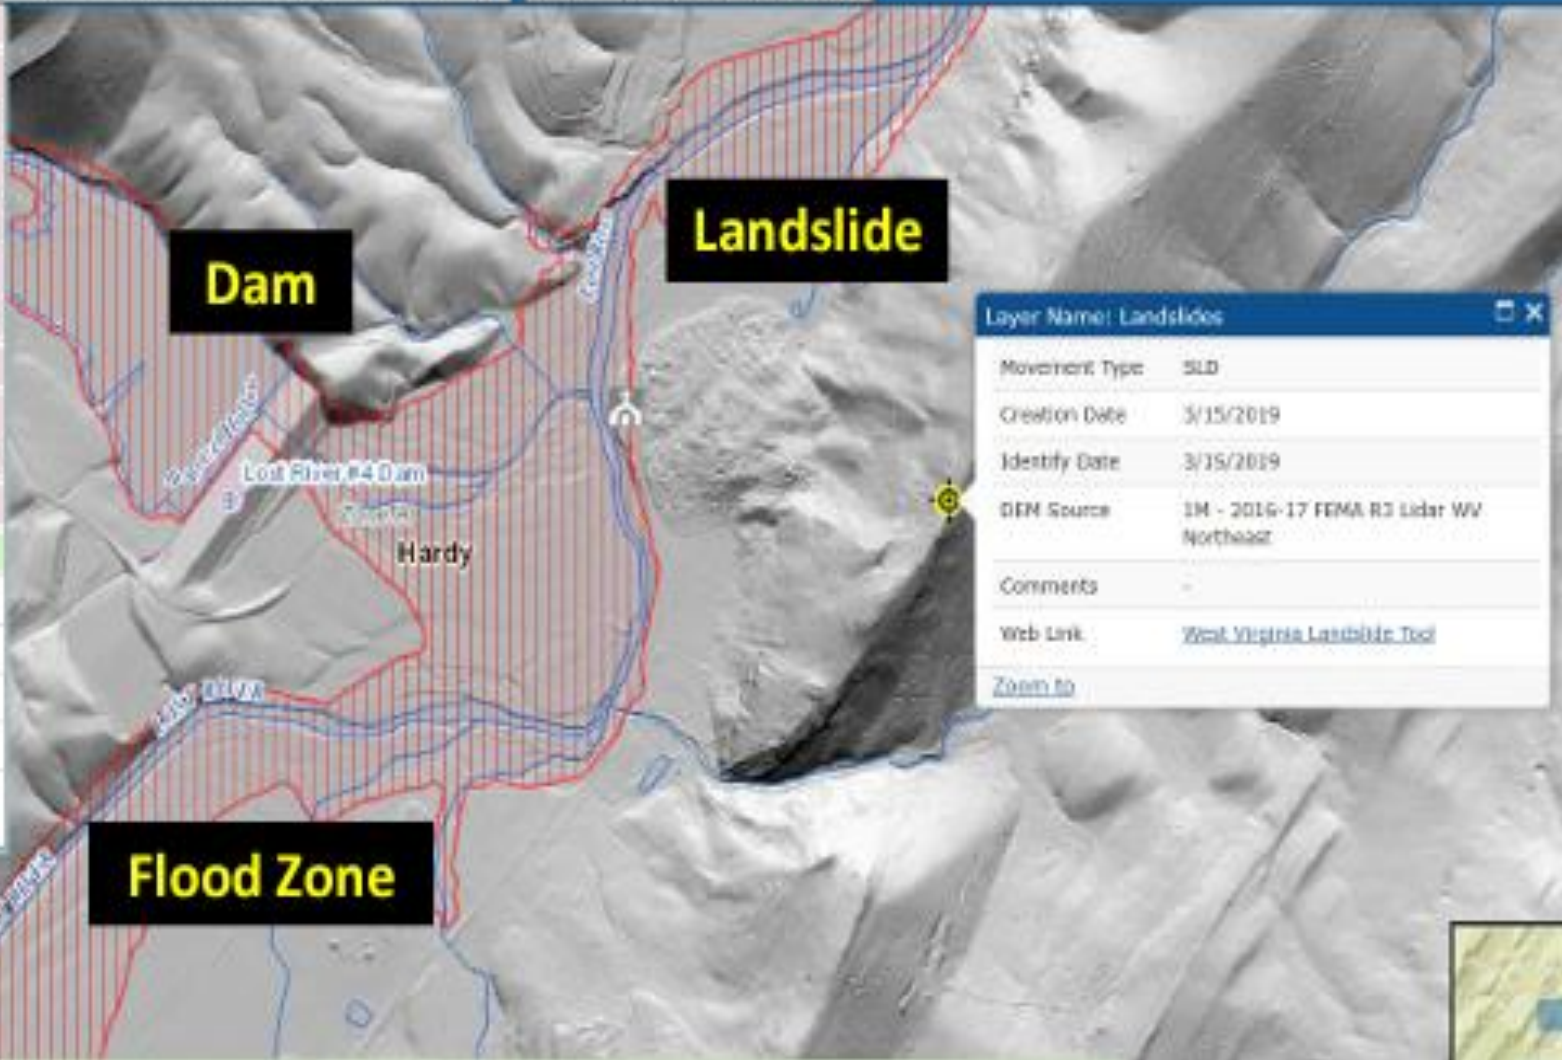 Landslide
Dam
Layer Name: Landslides
Movement Type SLD
Creation Date 3/15/2019
Identify Date 3/15/2019
DEM Source 1M - 2016-17 FEMA R3 Lidar WV
Northeast
Comments -
Web Link West Virginia Landslide Tool
Zoom to
Lost River #4 Dam
Hardy
RIVER
Flood Zone